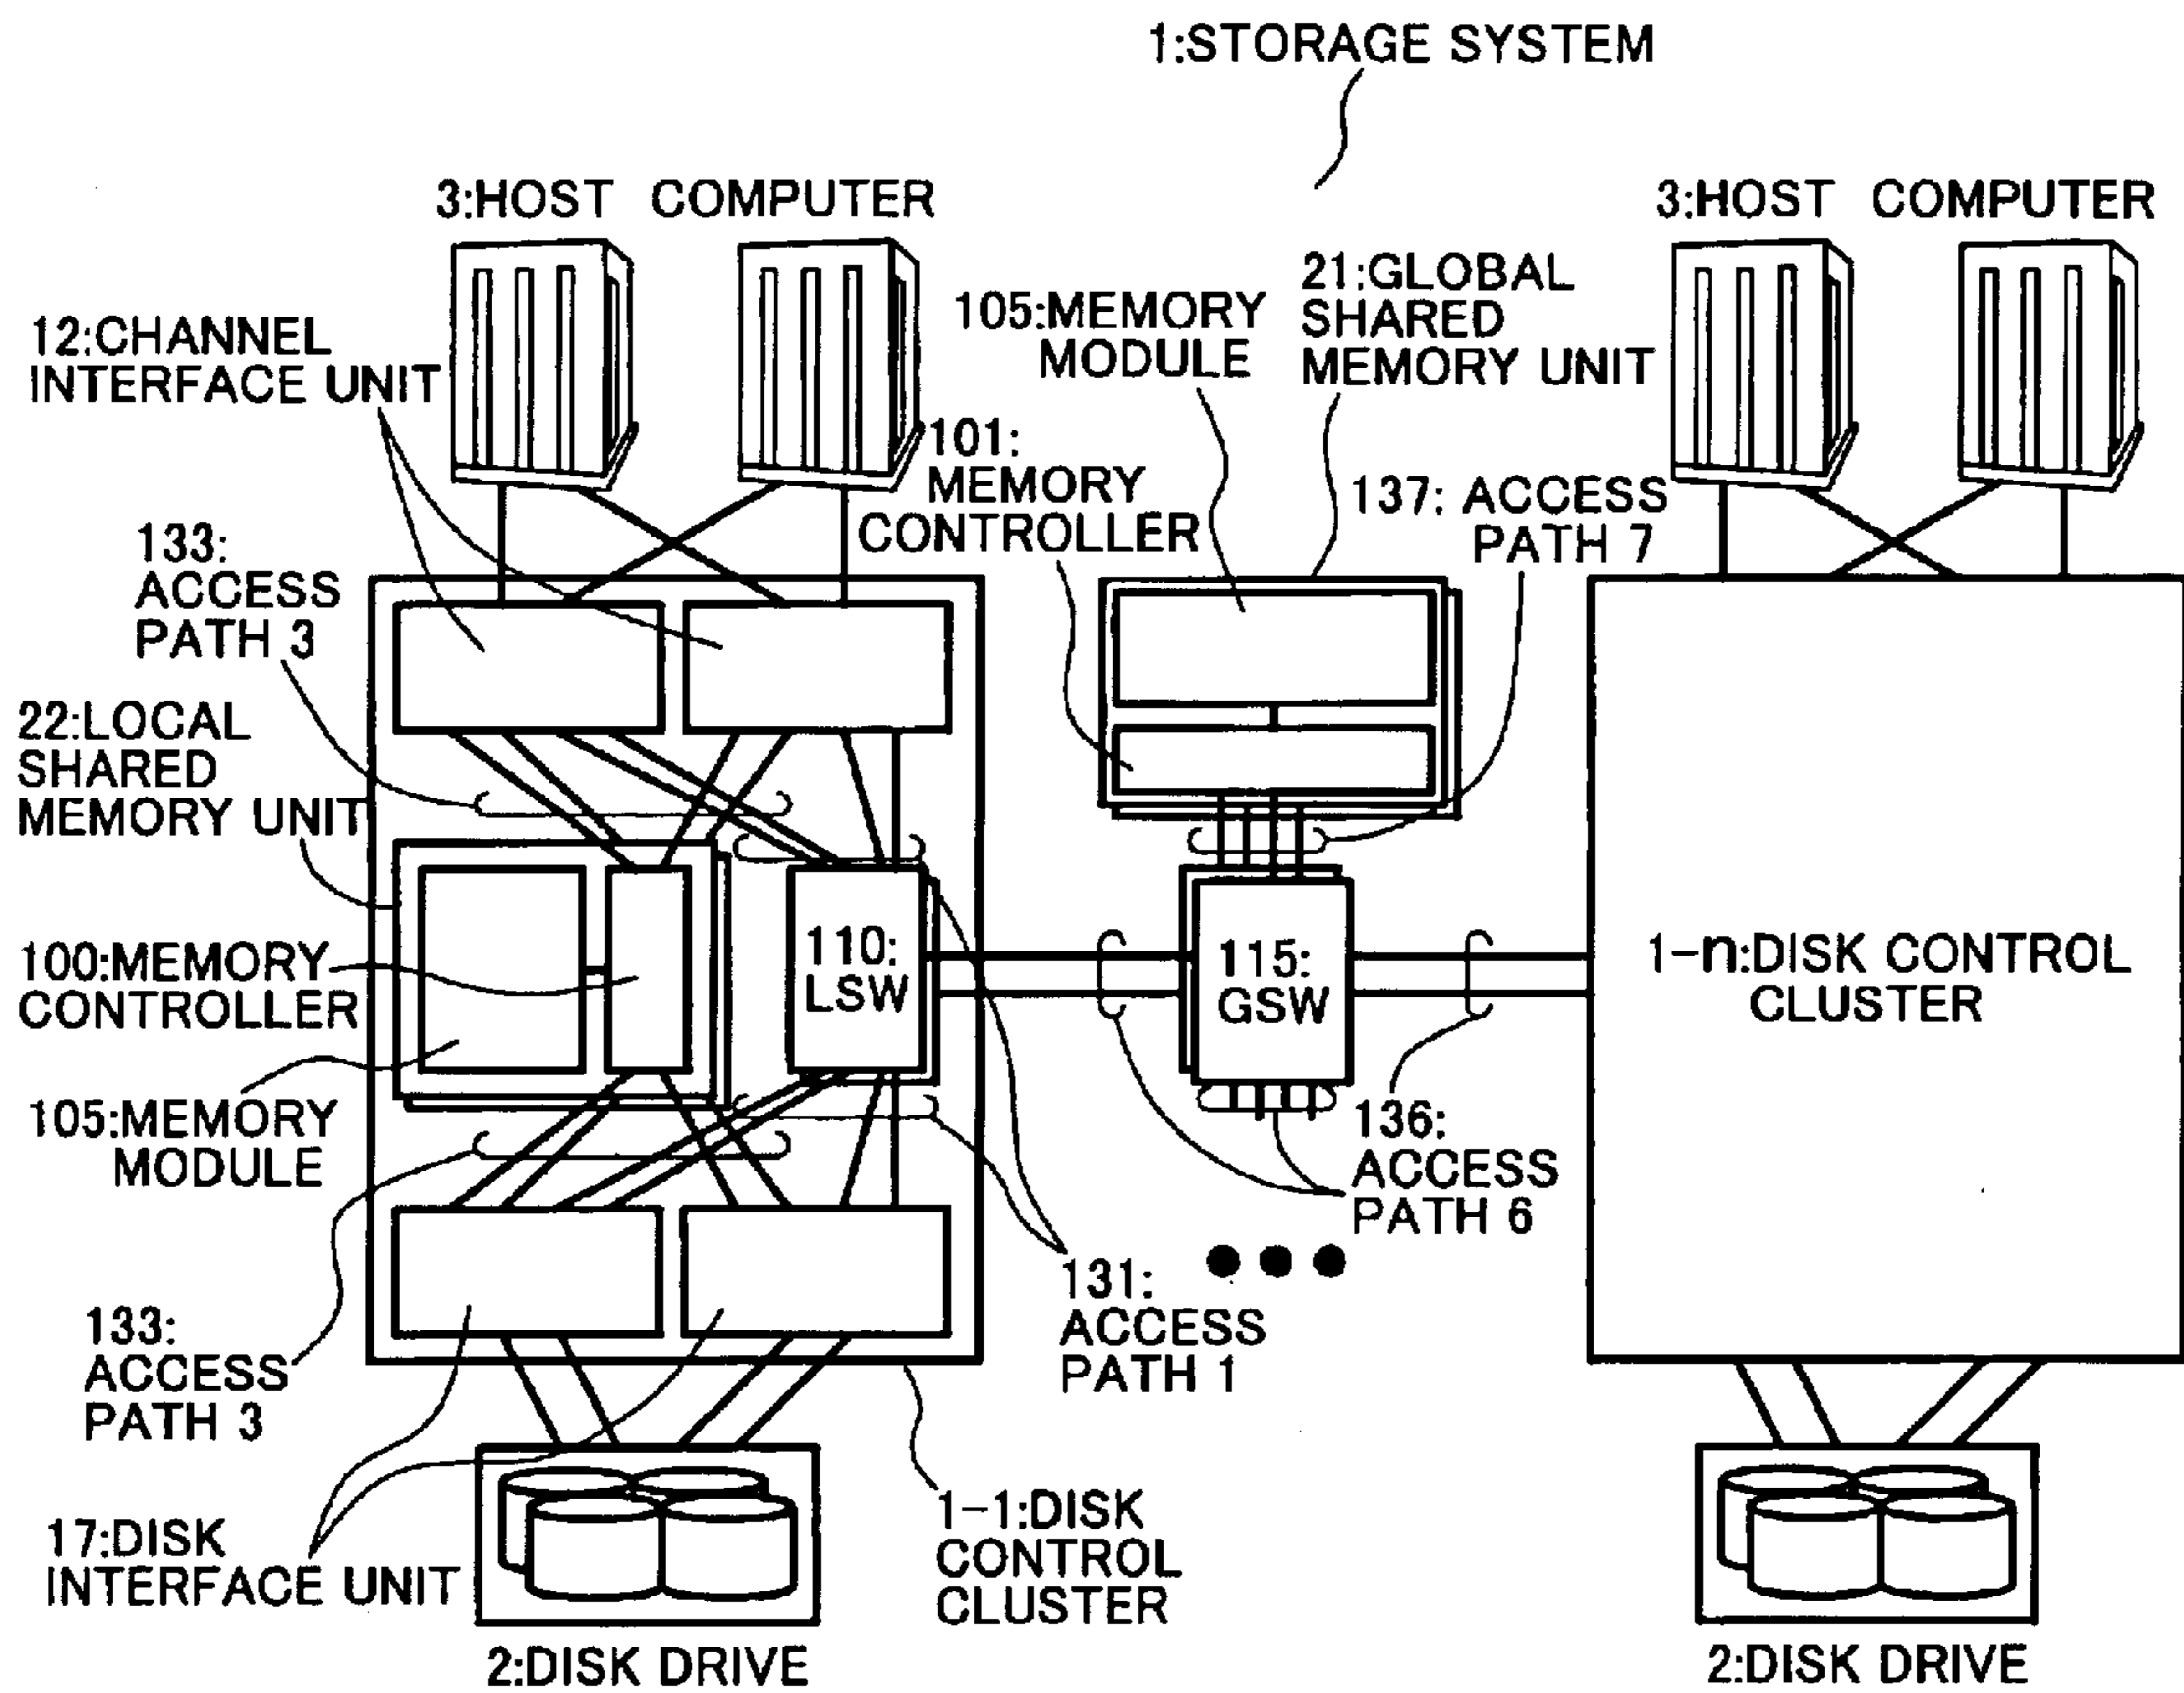 1:STORAGE SYSTEM
3:HOST COMPUTER
3:HOST COMPUTER
12:CHANNEL
INTERFACE UNIT
105:MEMORY
MODULE
21:GLOBAL
SHARED
MEMORY UNIT
101:
MEMORY
CONTROLLER
137: ACCESS
PATH 7
133:
ACCESS
PATH 3
22:LOCAL
SHARED
MEMORY UNIT
100:MEMORY
CONTROLLER
110:
LSW
115:
GSW
1-n:DISK CONTROL
CLUSTER
105:MEMORY
MODULE
136:
ACCESS
PATH 6
133:
ACCESS
PATH 3
131:
ACCESS
PATH 1
17:DISK
INTERFACE UNIT
1-1:DISK
CONTROL
CLUSTER
2:DISK DRIVE
2:DISK DRIVE